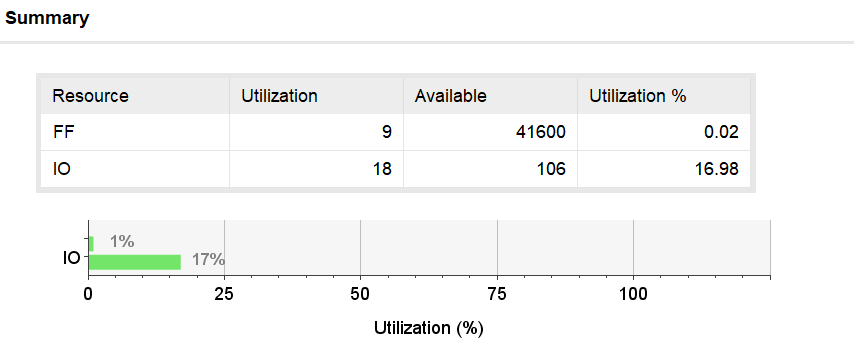 Summary
Resource Utilization Available Utilization %
FF 9 41600 0.02
IO 18 106 16.98
1%
IO 17%
0 25 50 75 100
Utilization (%)